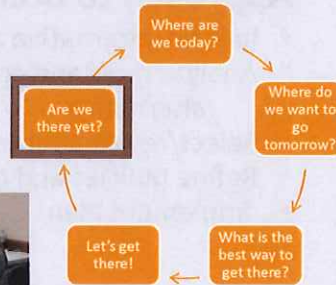 Where are
we today?
Where do
we want to
go
tomorrow?
What is the
best way to
get there?
Let's get
there!
Are we
there yet?